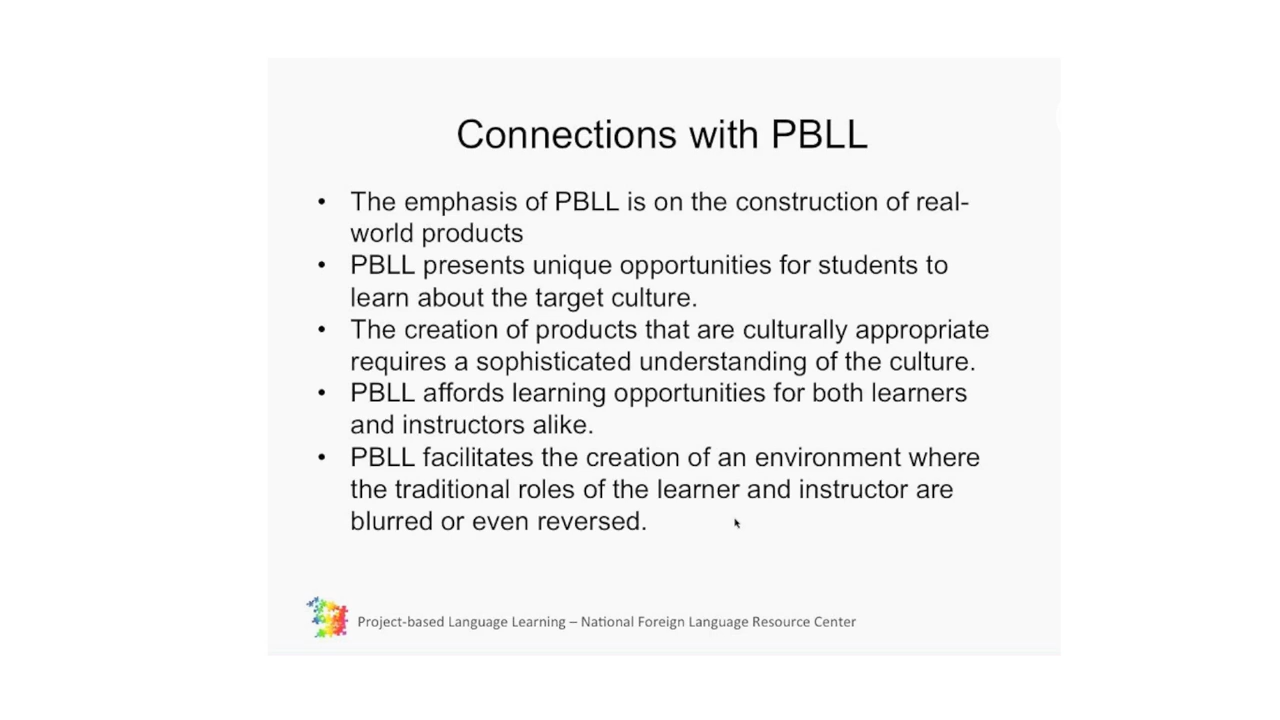 Connections with PBLL
• The emphasis of PBLL is on the construction of real-
world products
• PBLL presents unique opportunities for students to
learn about the target culture.
• The creation of products that are culturally appropriate
requires a sophisticated understanding of the culture.
• PBLL affords learning opportunities for both learners
and instructors alike.
• PBLL facilitates the creation of an environment where
the traditional roles of the learner and instructor are
blurred or even reversed.
Project-based Language Learning – National Foreign Language Resource Center